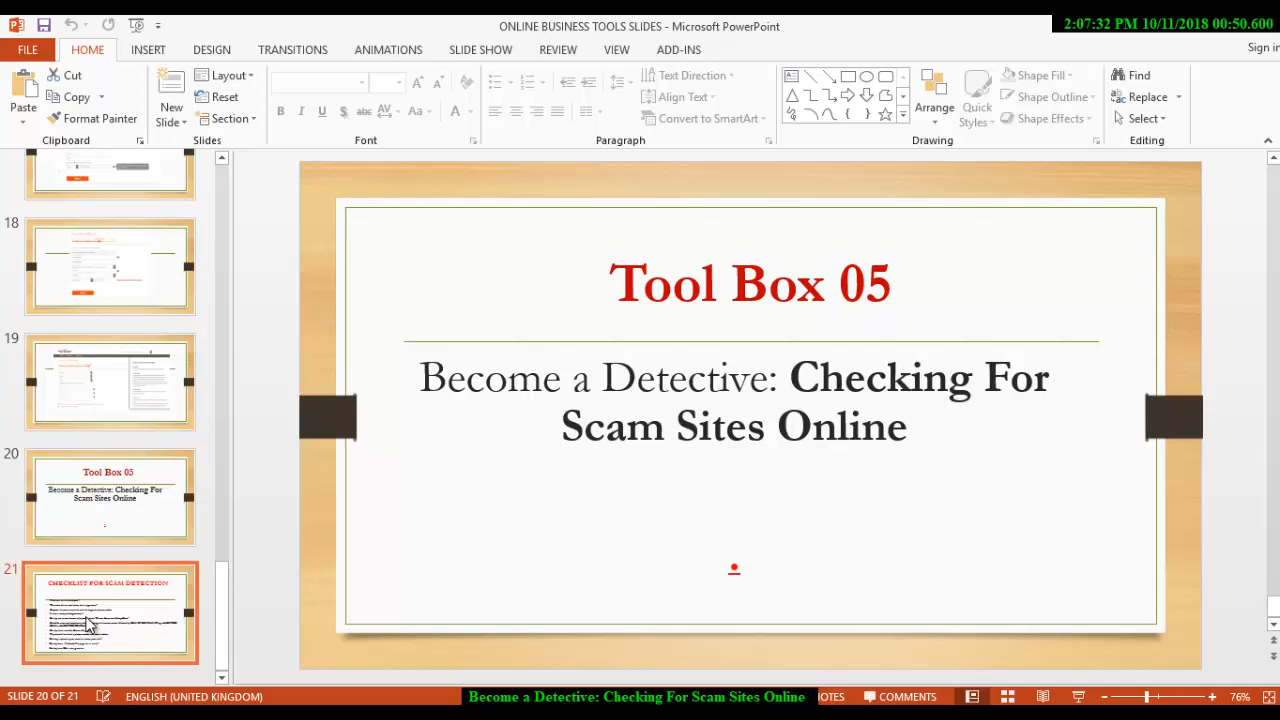 ONLINE BUSINESS TOOLS SLIDES - Microsoft PowerPoint
2:07:32 PM 10/11/2018 00:50.600
FILE HOME INSERT DESIGN TRANSITIONS ANIMATIONS SLIDE SHOW REVIEW VIEW ADD-INS
Sign in
Paste
Cut
Copy
Format Painter
Clipboard
New
Slide
Layout
Reset
Section
Slides
B I U S abc AV Aa A
Font
Text Direction
Align Text
Convert to SmartArt
Paragraph
Arrange
Quick
Styles
Shape Fill
Shape Outline
Shape Effects
Drawing
Find
Replace
Select
Editing
18
19
20
Tool Box 05
Become a Detective: Checking For
Scam Sites Online
21
CHECKLIST FOR SCAM DETECTION
Tool Box 05
Become a Detective: Checking For
Scam Sites Online
SLIDE 20 OF 21 ENGLISH (UNITED KINGDOM)
Become a Detective: Checking For Scam Sites Online
OTES COMMENTS 76%